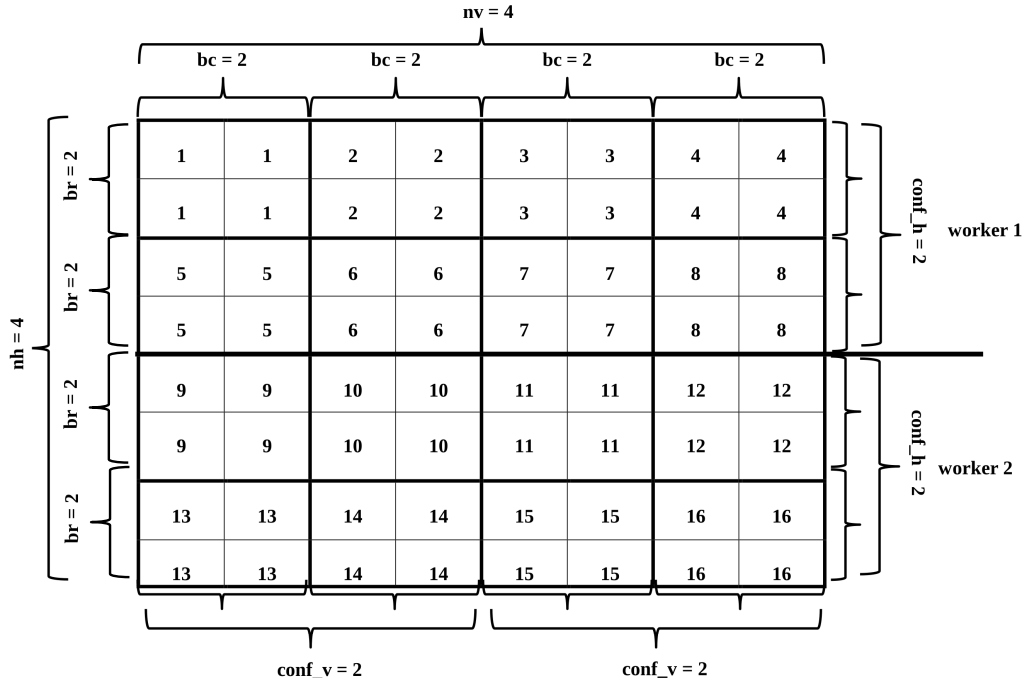 nv = 4
bc = 2 bc = 2 bc = 2 bc = 2
nh = 4
br = 2
br = 2
br = 2
br = 2
1 1 2 2 3 3 4 4
1 1 2 2 3 3 4 4
5 5 6 6 7 7 8 8
5 5 6 6 7 7 8 8
9 9 10 10 11 11 12 12
9 9 10 10 11 11 12 12
13 13 14 14 15 15 16 16
13 13 14 14 15 15 16 16
conf_h = 2
worker 1
conf_h = 2
worker 2
conf_v = 2 conf_v = 2